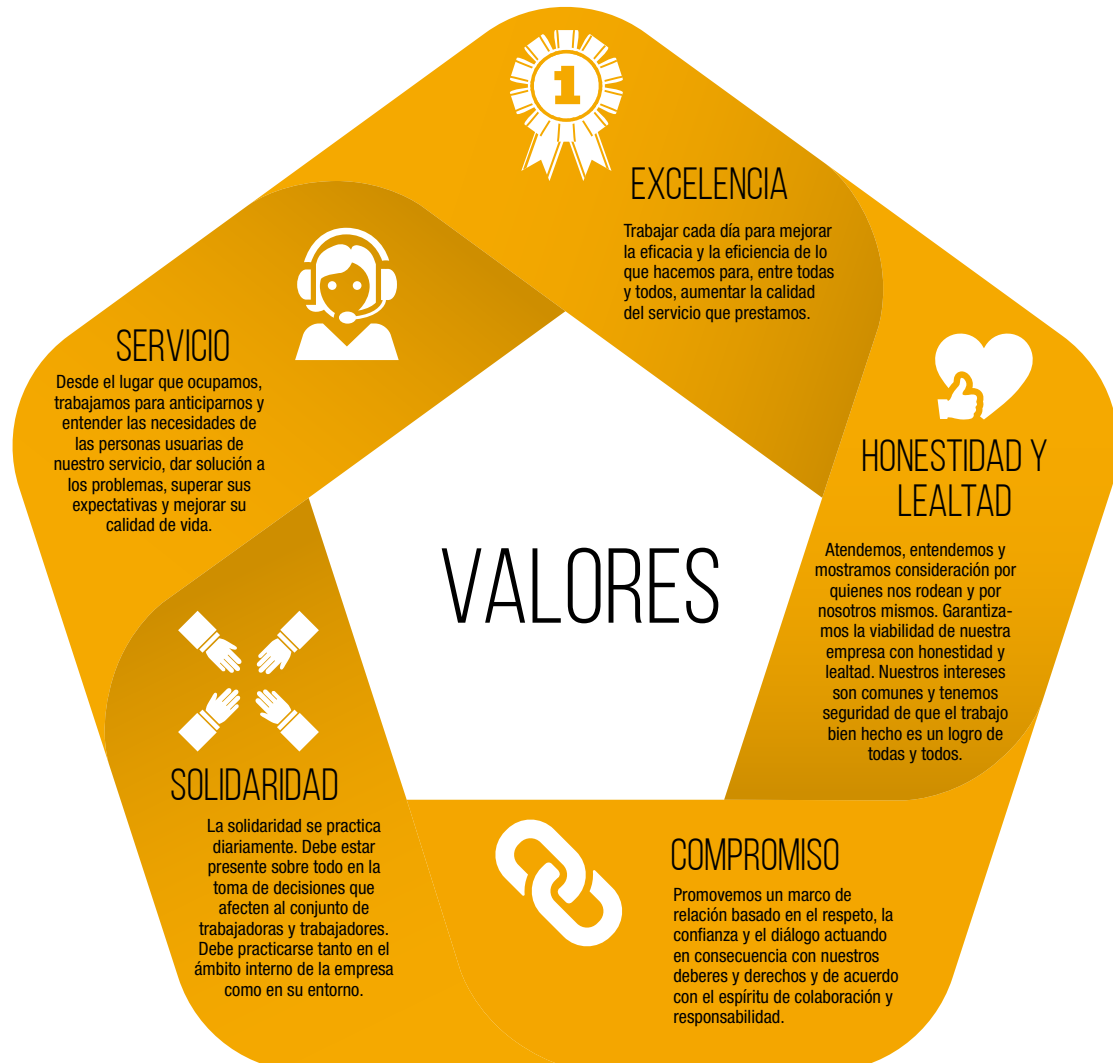 1
EXCELENCIA
Trabajar cada día para mejorar
la eficacia y la eficiencia de lo
que hacemos para, entre todas
y todos, aumentar la calidad
del servicio que prestamos.
HONESTIDAD Y
LEALTAD
Atendemos, entendemos y
mostramos consideración por
quienes nos rodean y por
nosotros mismos. Garantiza-
mos la viabilidad de nuestra
empresa con honestidad y
lealtad. Nuestros intereses
son comunes y tenemos
seguridad de que el trabajo
bien hecho es un logro de
todas y todos.
COMPROMISO
Promovemos un marco de
relación basado en el respeto, la
confianza y el diálogo actuando
en consecuencia con nuestros
deberes y derechos y de acuerdo
con el espíritu de colaboración y
responsabilidad.
SOLIDARIDAD
La solidaridad se practica
diariamente. Debe estar
presente sobre todo en la
toma de decisiones que
afecten al conjunto de
trabajadoras y trabajadores.
Debe practicarse tanto en el
ámbito interno de la empresa
como en su entorno.
SERVICIO
Desde el lugar que ocupamos,
trabajamos para anticiparnos y
entender las necesidades de
las personas usuarias de
nuestro servicio, dar solución a
los problemas, superar sus
expectativas y mejorar su
calidad de vida.
VALORES